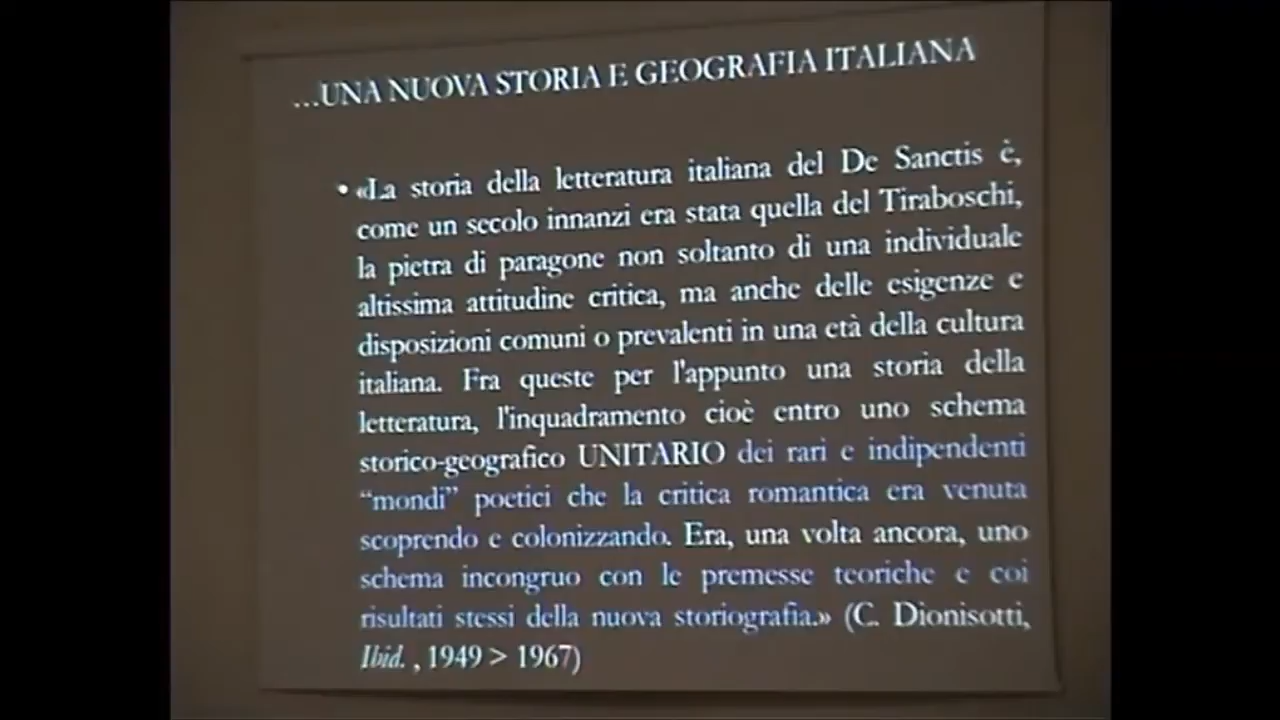 ...UNA NUOVA STORIA E GEOGRAFIA ITALIANA
• «La storia della letteratura italiana del De Sanctis è,
come un secolo innanzi era stata quella del Tiraboschi,
la pietra di paragone non soltanto di una individuale
altissima attitudine critica, ma anche delle esigenze e
disposizioni comuni o prevalenti in una età della cultura
italiana. Fra queste per l'appunto una storia della
letteratura, l'inquadramento cioè entro uno schema
storico-geografico UNITARIO dei rari e indipendenti
“mondi” poetici che la critica romantica era venuta
scoprendo e colonizzando. Era, una volta ancora, uno
schema incongruo con le premesse teoriche e coi
risultati stessi della nuova storiografia.» (C. Dionisotti,
Ibid. , 1949 > 1967)